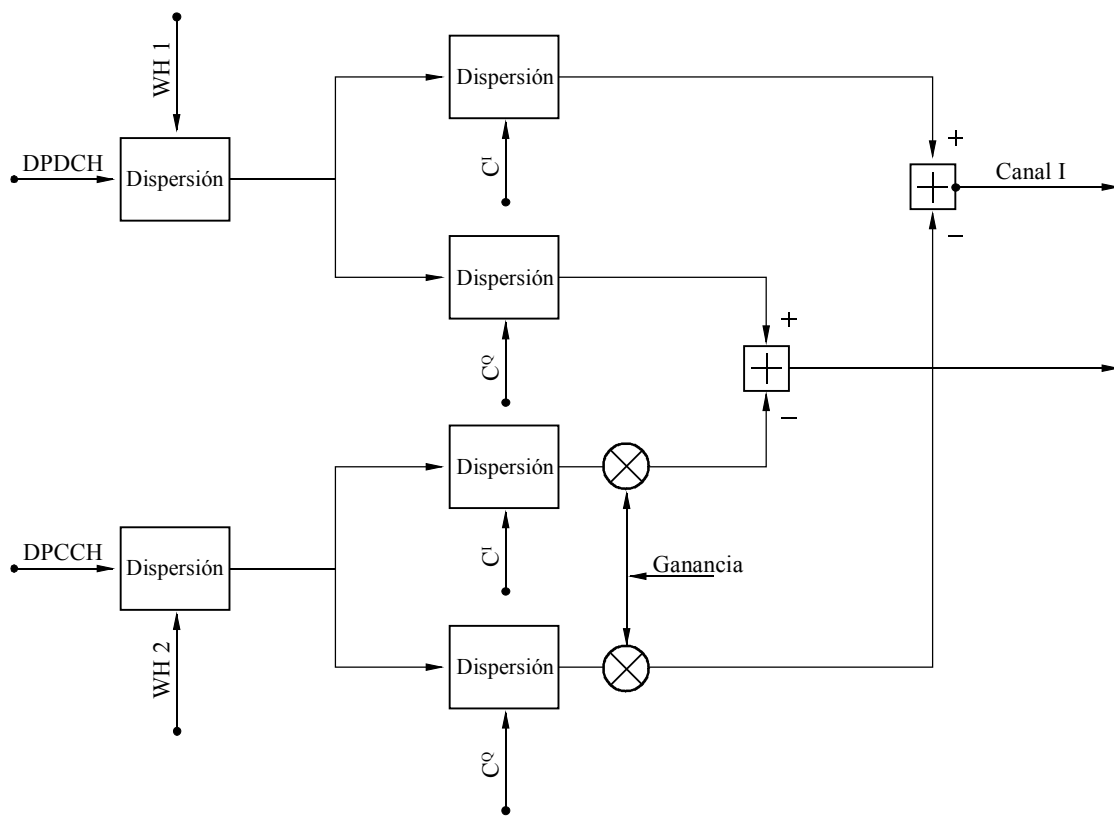 WH 1
DPDCH
Dispersión
Dispersión
C^I
+
−
Canal I
Dispersión
C^Q
+
−
DPCCH
Dispersión
WH 2
Dispersión
C^I
Ganancia
Dispersión
C^Q